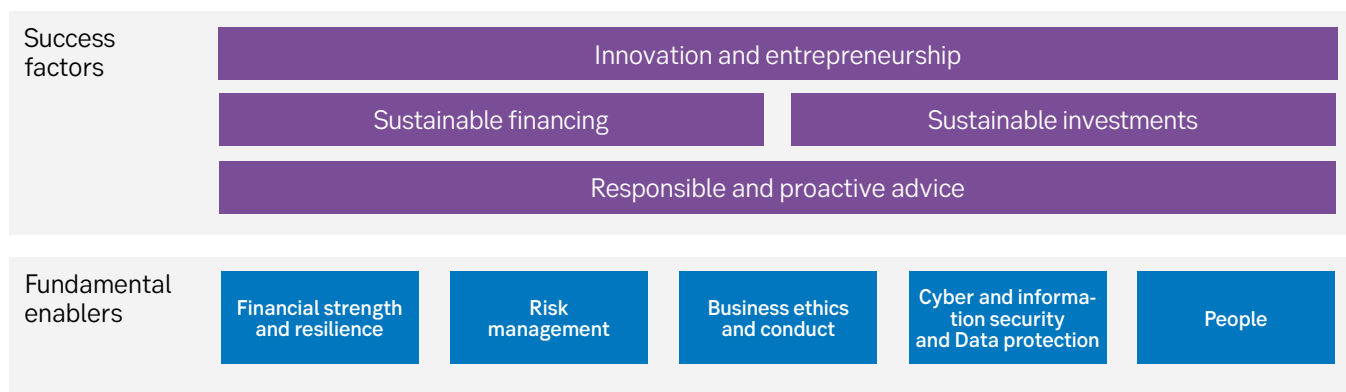 Success
factors
Innovation and entrepreneurship
Sustainable financing
Sustainable investments
Responsible and proactive advice
Fundamental
enablers
Financial strength
and resilience
Risk
management
Business ethics
and conduct
Cyber and informa-
tion security
and Data protection
People